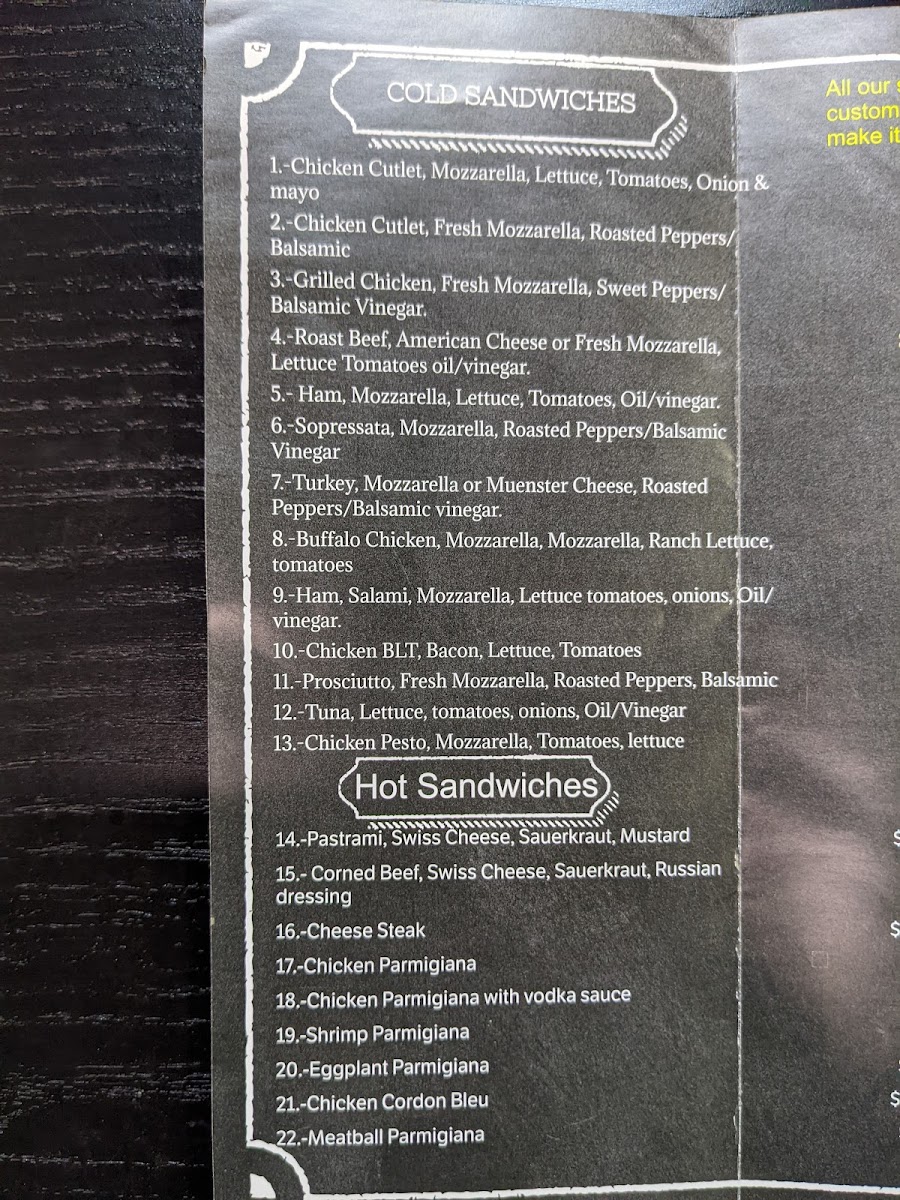 COLD SANDWICHES
1.-Chicken Cutlet, Mozzarella, Lettuce, Tomatoes, Onion &
mayo
2.-Chicken Cutlet, Fresh Mozzarella, Roasted Peppers/
Balsamic
3.-Grilled Chicken, Fresh Mozzarella, Sweet Peppers/
Balsamic Vinegar.
4.-Roast Beef, American Cheese or Fresh Mozzarella,
Lettuce Tomatoes oil/vinegar.
5.- Ham, Mozzarella, Lettuce, Tomatoes, Oil/vinegar.
6.-Sopressata, Mozzarella, Roasted Peppers/Balsamic
Vinegar
7.-Turkey, Mozzarella or Muenster Cheese, Roasted
Peppers/Balsamic vinegar.
8.-Buffalo Chicken, Mozzarella, Mozzarella, Ranch Lettuce,
tomatoes
9.-Ham, Salami, Mozzarella, Lettuce tomatoes, onions, Oil/
vinegar.
10.-Chicken BLT, Bacon, Lettuce, Tomatoes
11.-Prosciutto, Fresh Mozzarella, Roasted Peppers, Balsamic
12.-Tuna, Lettuce, tomatoes, onions, Oil/Vinegar
13.-Chicken Pesto, Mozzarella, Tomatoes, lettuce
Hot Sandwiches
14.-Pastrami, Swiss Cheese, Sauerkraut, Mustard
15.- Corned Beef, Swiss Cheese, Sauerkraut, Russian
dressing
16.-Cheese Steak
17.-Chicken Parmigiana
18.-Chicken Parmigiana with vodka sauce
19.-Shrimp Parmigiana
20.-Eggplant Parmigiana
21.-Chicken Cordon Bleu
22.-Meatball Parmigiana
All our
custom
make it
$
$
$